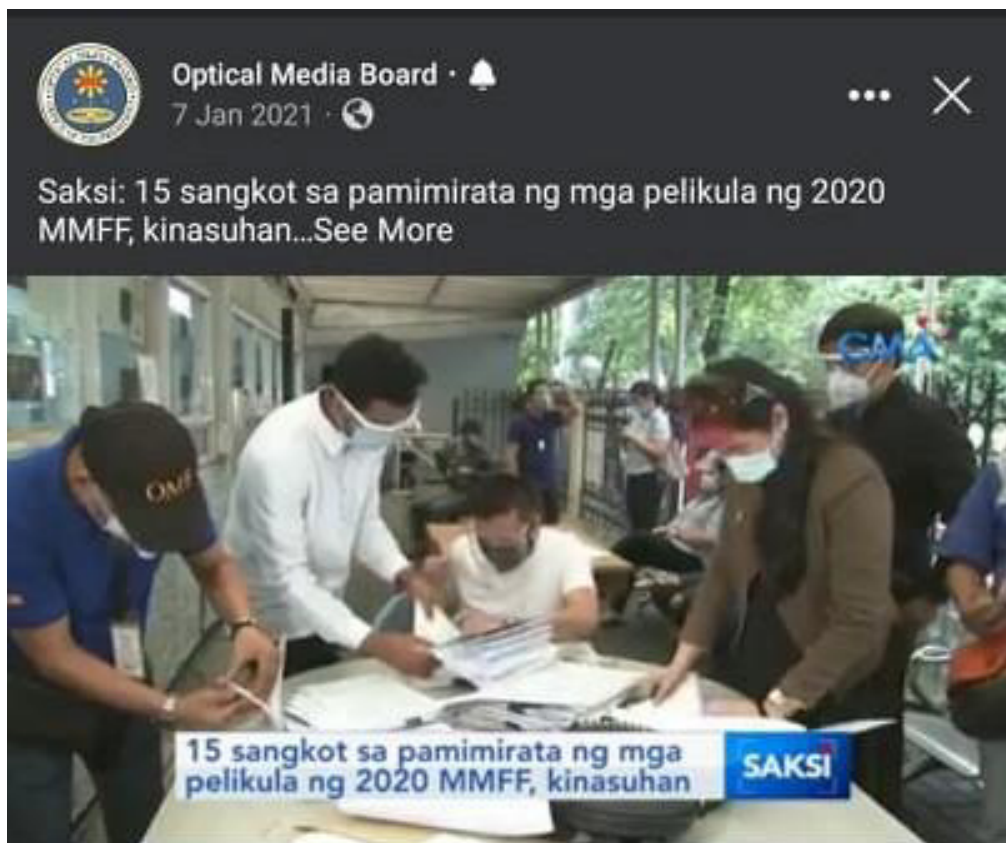 Optical Media Board ·
7 Jan 2021 ·
Saksi: 15 sangkot sa pamimirata ng mga pelikula ng 2020
MMFF, kinasuhan...See More
GMA
OMB
15 sangkot sa pamimirata ng mga
pelikula ng 2020 MMFF, kinasuhan
SAKSI